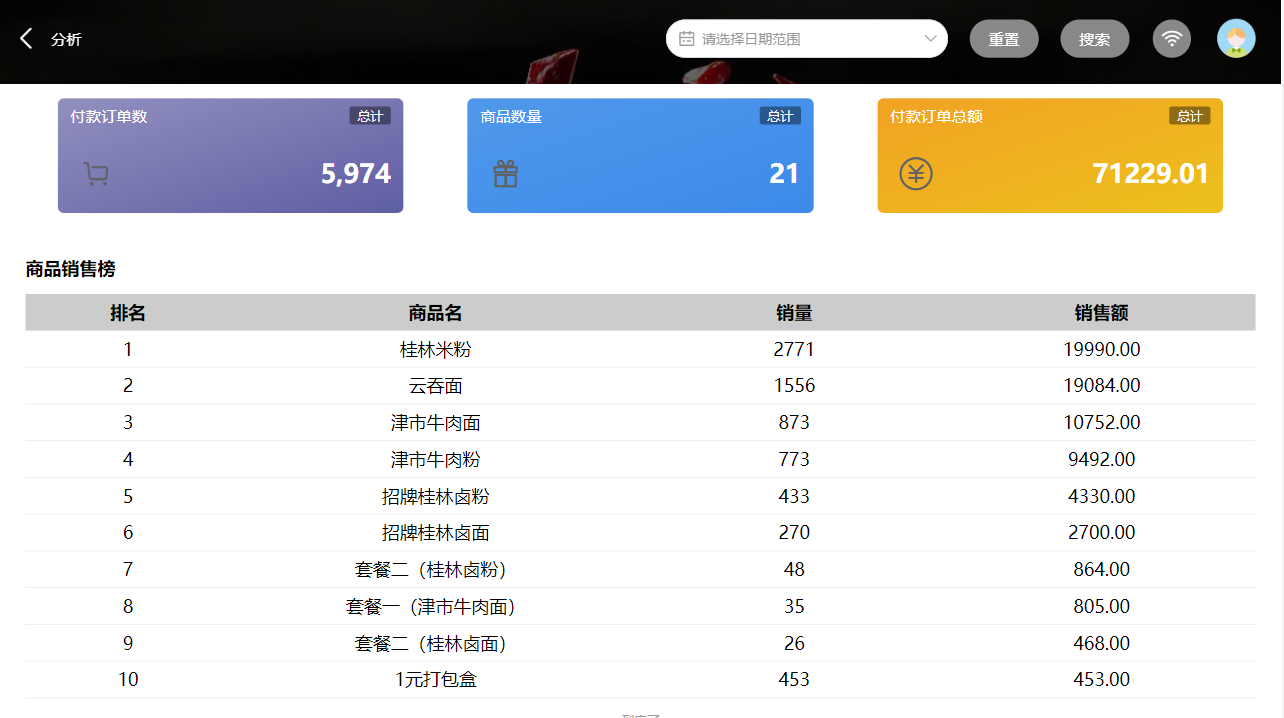 分析 请选择日期范围 重置 搜索
付款订单数 总计 商品数量 总计 付款订单总额 总计
5,974 21 71229.01
商品销售榜
排名 商品名 销量 销售额
1 桂林米粉 2771 19990.00
2 云吞面 1556 19084.00
3 津市牛肉面 873 10752.00
4 津市牛肉粉 773 9492.00
5 招牌桂林卤粉 433 4330.00
6 招牌桂林卤面 270 2700.00
7 套餐二（桂林卤粉） 48 864.00
8 套餐一（津市牛肉面） 35 805.00
9 套餐二（桂林卤面） 26 468.00
10 1元打包盒 453 453.00